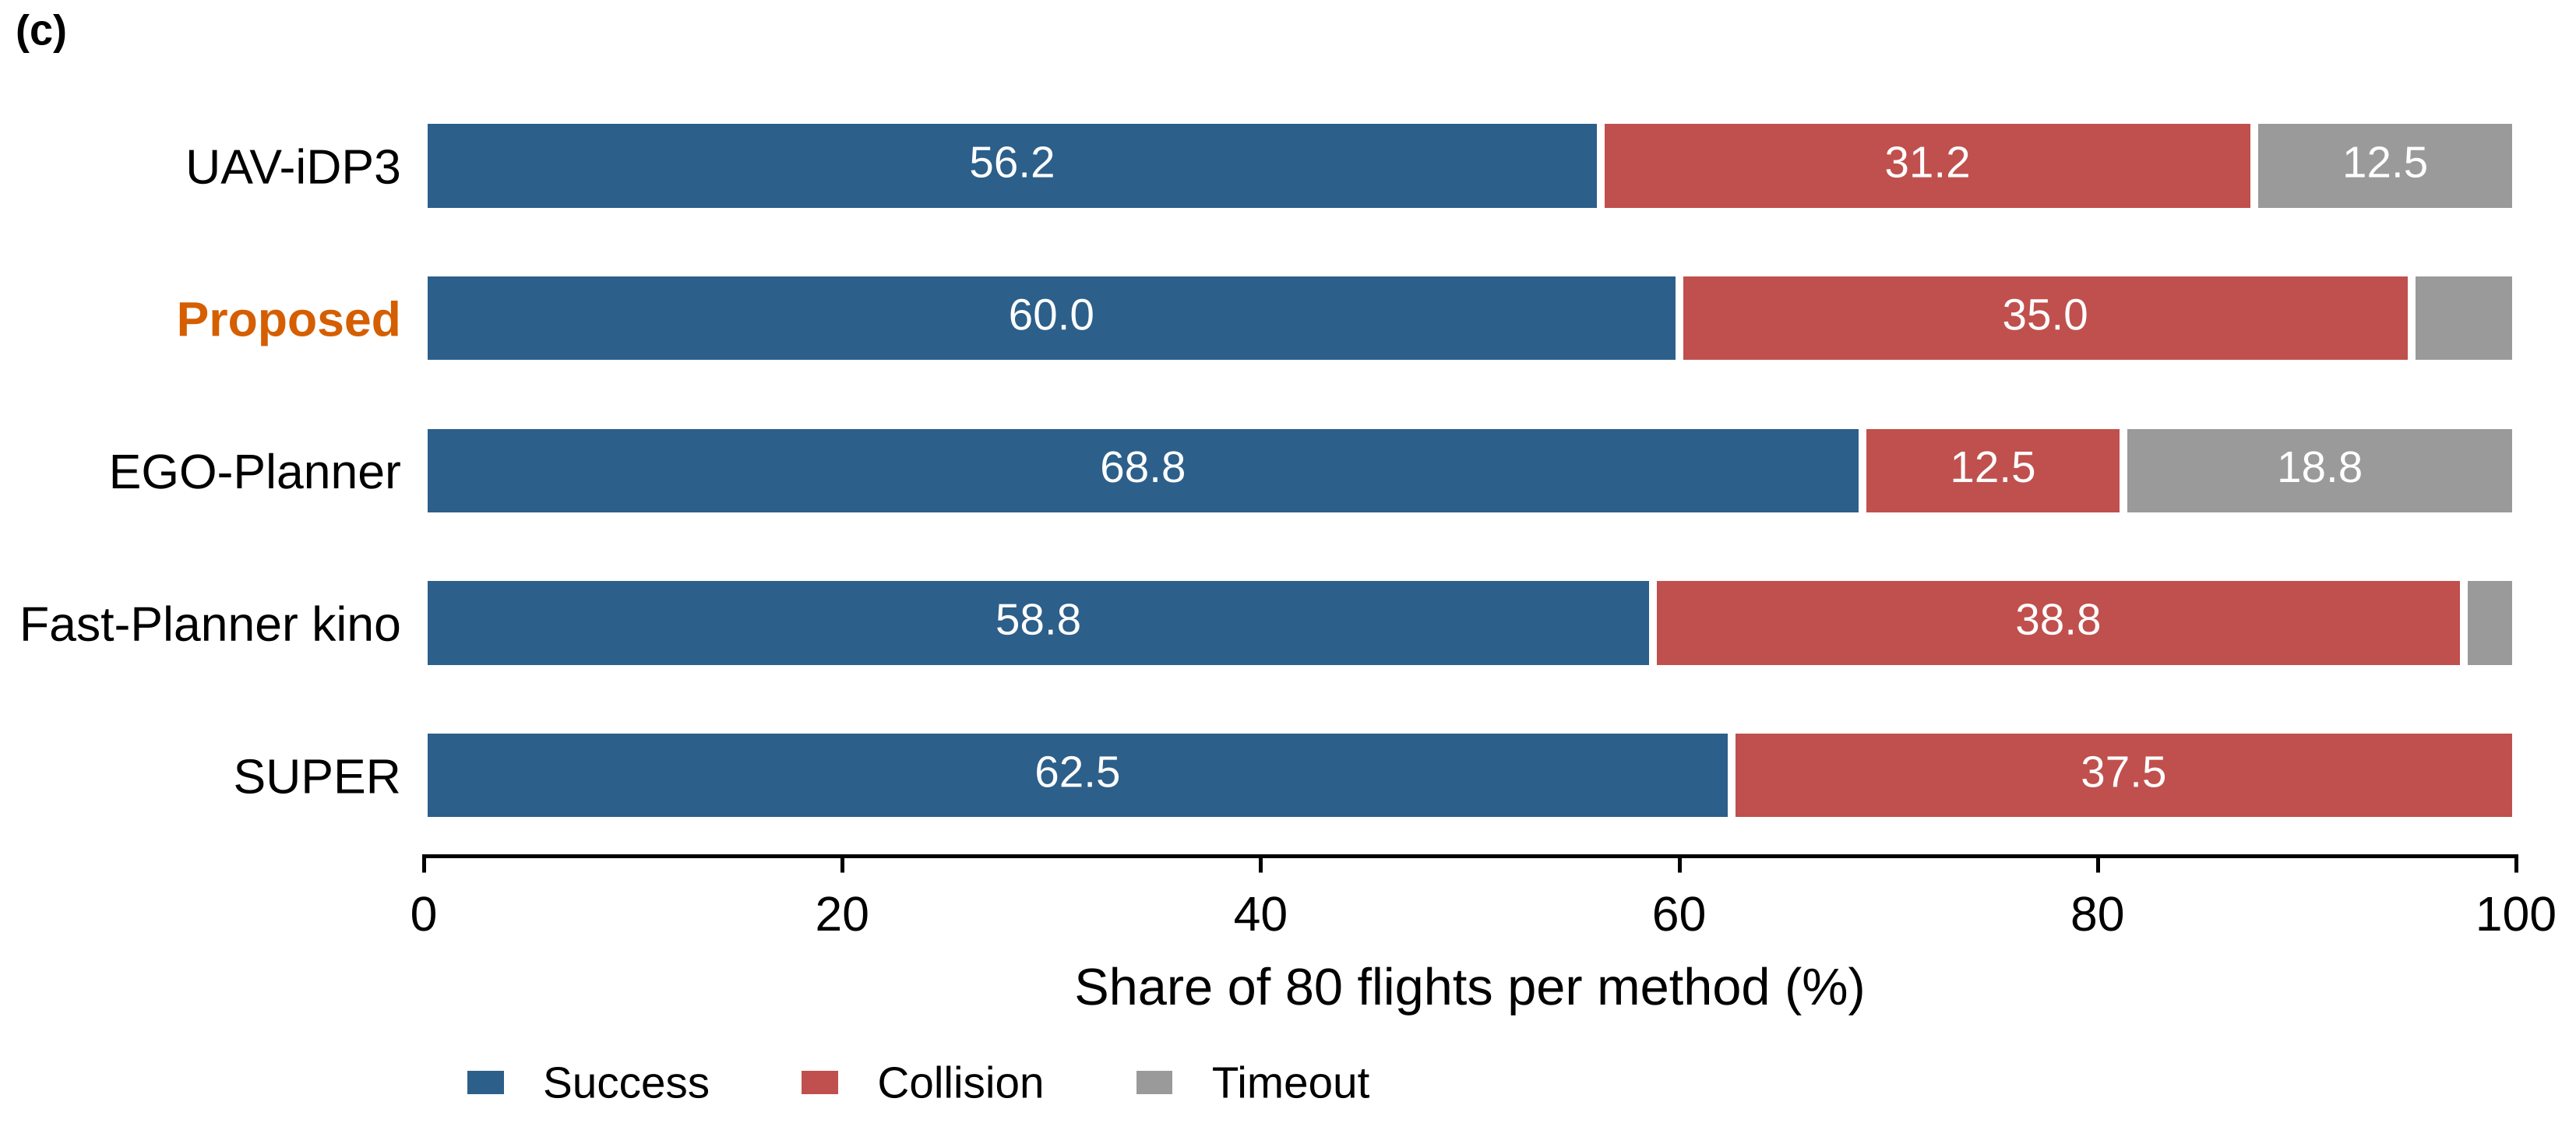 (c)
UAV-iDP3 56.2 31.2 12.5
Proposed 60.0 35.0
EGO-Planner 68.8 12.5 18.8
Fast-Planner kino 58.8 38.8
SUPER 62.5 37.5
0 20 40 60 80 100
Share of 80 flights per method (%)
Success Collision Timeout